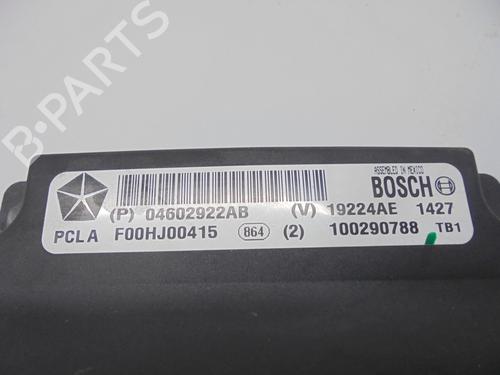 B-PARTS
ASSEMBLED IN MEXICO
BOSCH
(P) 04602922AB (V) 19224AE 1427
PCLA F00HJ00415 864 (2) 100290788 TB1